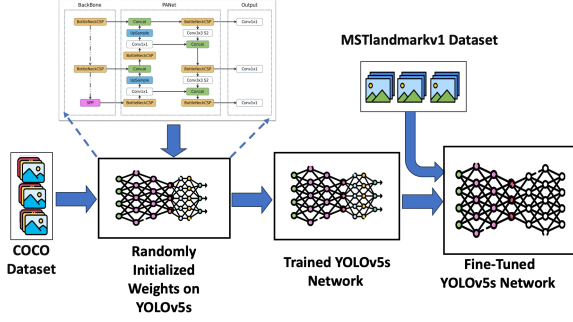 BackBone
PANet
Output
BottleNeckCSP
Concat
BottleNeckCSP
Conv1x1
UpSample
Conv3x3 S2
Conv1x1
Concat
BottleNeckCSP
BottleNeckCSP
Concat
BottleNeckCSP
Conv1x1
UpSample
Conv3x3 S2
Conv1x1
Concat
SPP
BottleNeckCSP
BottleNeckCSP
Conv1x1
MSTlandmarkv1 Dataset
COCO
Dataset
Randomly
Initialized
Weights on
YOLOv5s
Trained YOLOv5s
Network
Fine-Tuned
YOLOv5s Network